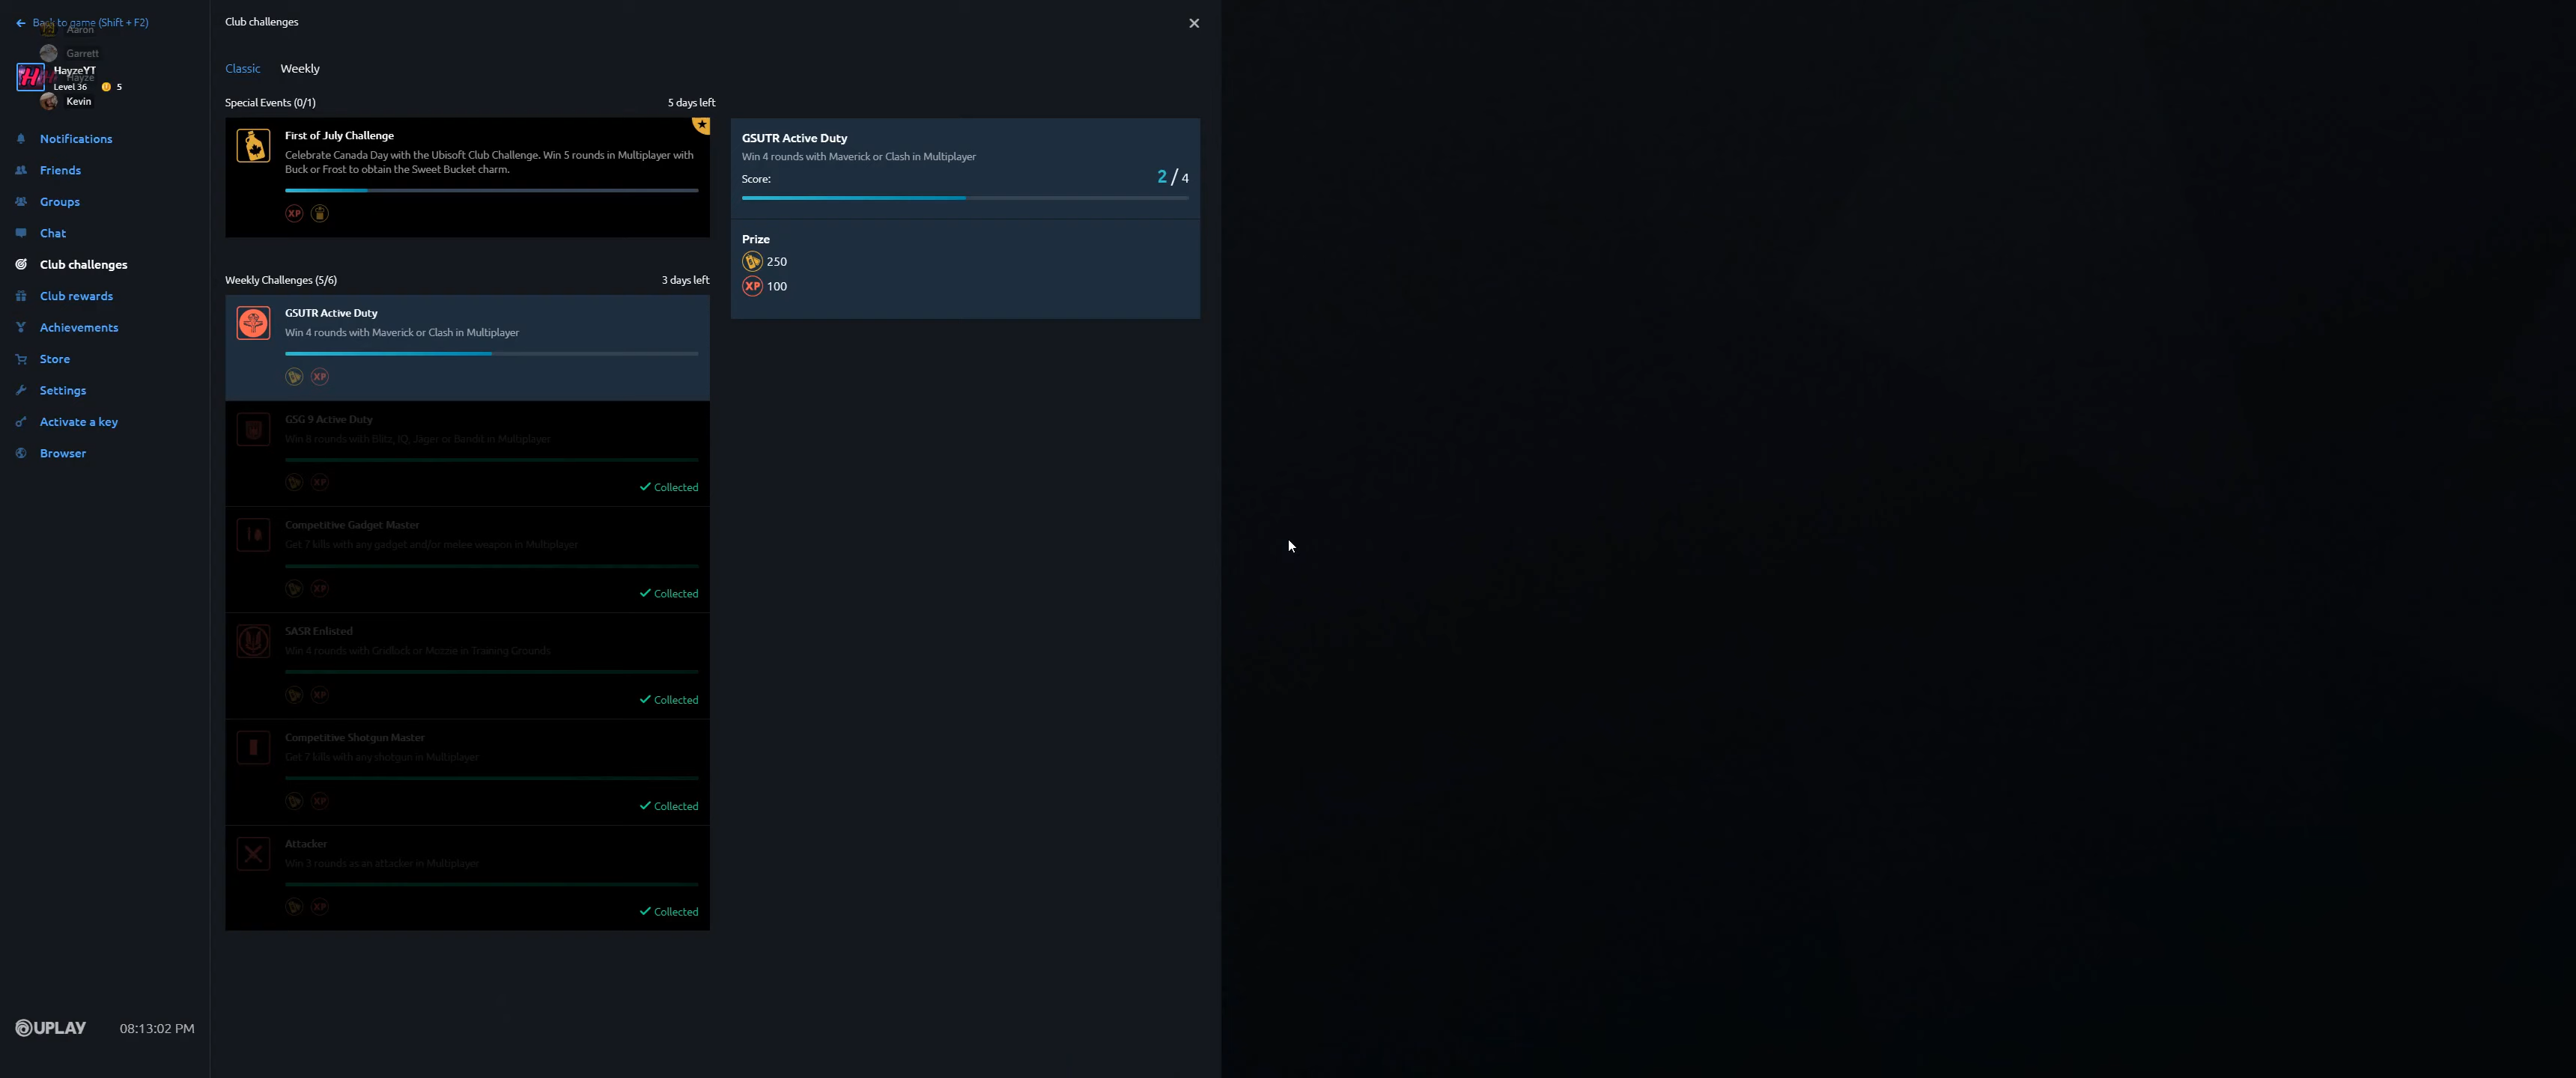 Back to game (Shift + F2)
Aaron
Garrett
HayzeYT
Hayze
Level 36 5
Kevin
Notifications
Friends
Groups
Chat
Club challenges
Club rewards
Achievements
Store
Settings
Activate a key
Browser
UPLAY 08:13:02 PM
Club challenges
Classic Weekly
Special Events (0/1) 5 days left
First of July Challenge
Celebrate Canada Day with the Ubisoft Club Challenge. Win 5 rounds in Multiplayer with
Buck or Frost to obtain the Sweet Bucket charm.
XP
Weekly Challenges (5/6) 3 days left
GSUTR Active Duty
Win 4 rounds with Maverick or Clash in Multiplayer
XP
GSG 9 Active Duty
Win 8 rounds with Blitz, IQ, Jager or Bandit in Multiplayer
XP
Collected
Competitive Gadget Master
Get 7 kills with any gadget and/or melee weapon in Multiplayer
XP
Collected
SASR Enlisted
Win 4 rounds with Gridlock or Mozzie in Training Grounds
XP
Collected
Competitive Shotgun Master
Get 7 kills with any shotgun in Multiplayer
XP
Collected
Attacker
Win 3 rounds as an attacker in Multiplayer
XP
Collected
GSUTR Active Duty
Win 4 rounds with Maverick or Clash in Multiplayer
Score: 2 / 4
Prize
250
XP 100